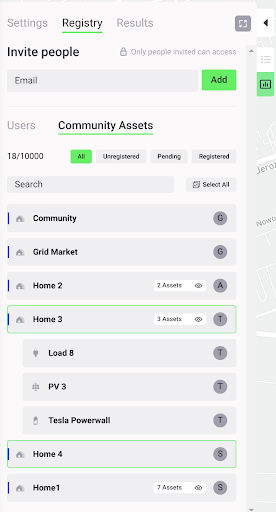 Settings Registry Results
Invite people
Only people invited can access
Email
Add
Users Community Assets
18/10000
All Unregistered Pending Registered
Search
Select All
Community G
Grid Market G
Home 2 2 Assets A
Home 3 3 Assets T
Load 8 T
PV 3 T
Tesla Powerwall T
Home 4 S
Home1 7 Assets S
Jeroz
Nowo